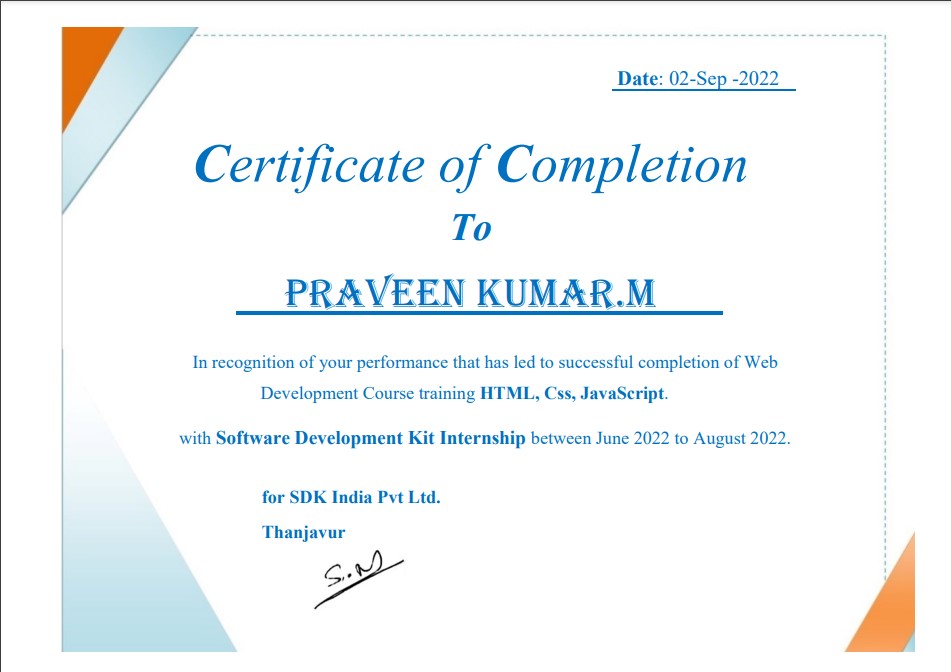 Date: 02-Sep -2022
Certificate of Completion
To
PRAVEEN KUMAR.M
In recognition of your performance that has led to successful completion of Web
Development Course training HTML, Css, JavaScript.
with Software Development Kit Internship between June 2022 to August 2022.
for SDK India Pvt Ltd.
Thanjavur